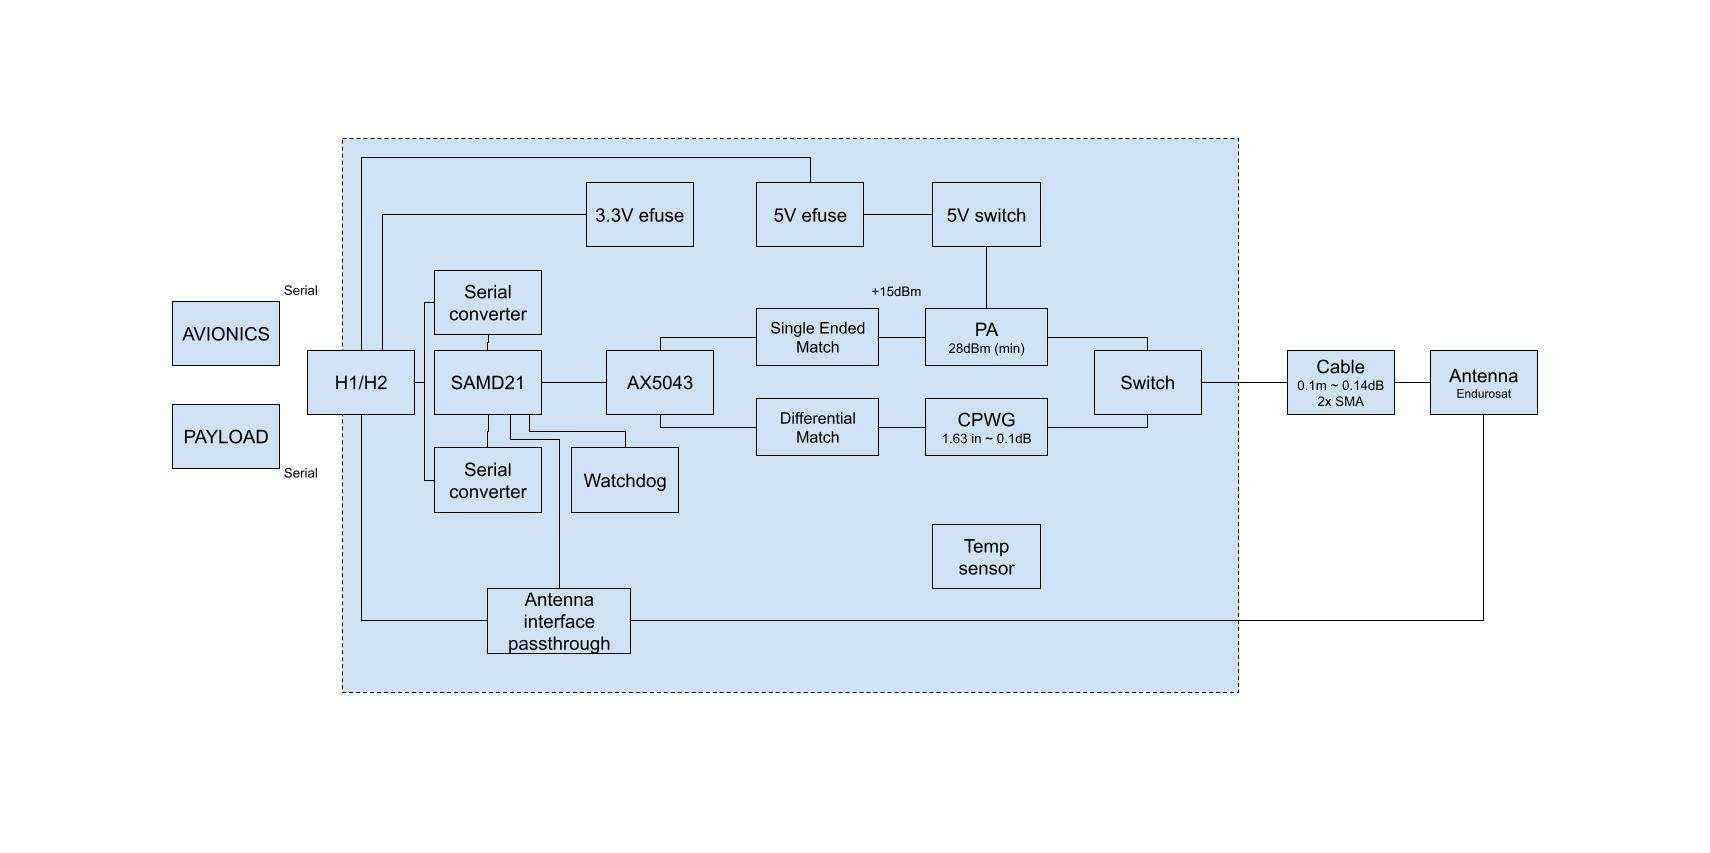 3.3V efuse
5V efuse
5V switch
Serial
Serial
converter
+15dBm
AVIONICS
Single Ended
Match
PA
28dBm (min)
H1/H2
SAMD21
AX5043
Switch
Cable
0.1m ~ 0.14dB
2x SMA
Antenna
Endurosat
PAYLOAD
Differential
Match
CPWG
1.63 in ~ 0.1dB
Serial
Serial
converter
Watchdog
Temp
sensor
Antenna
interface
passthrough